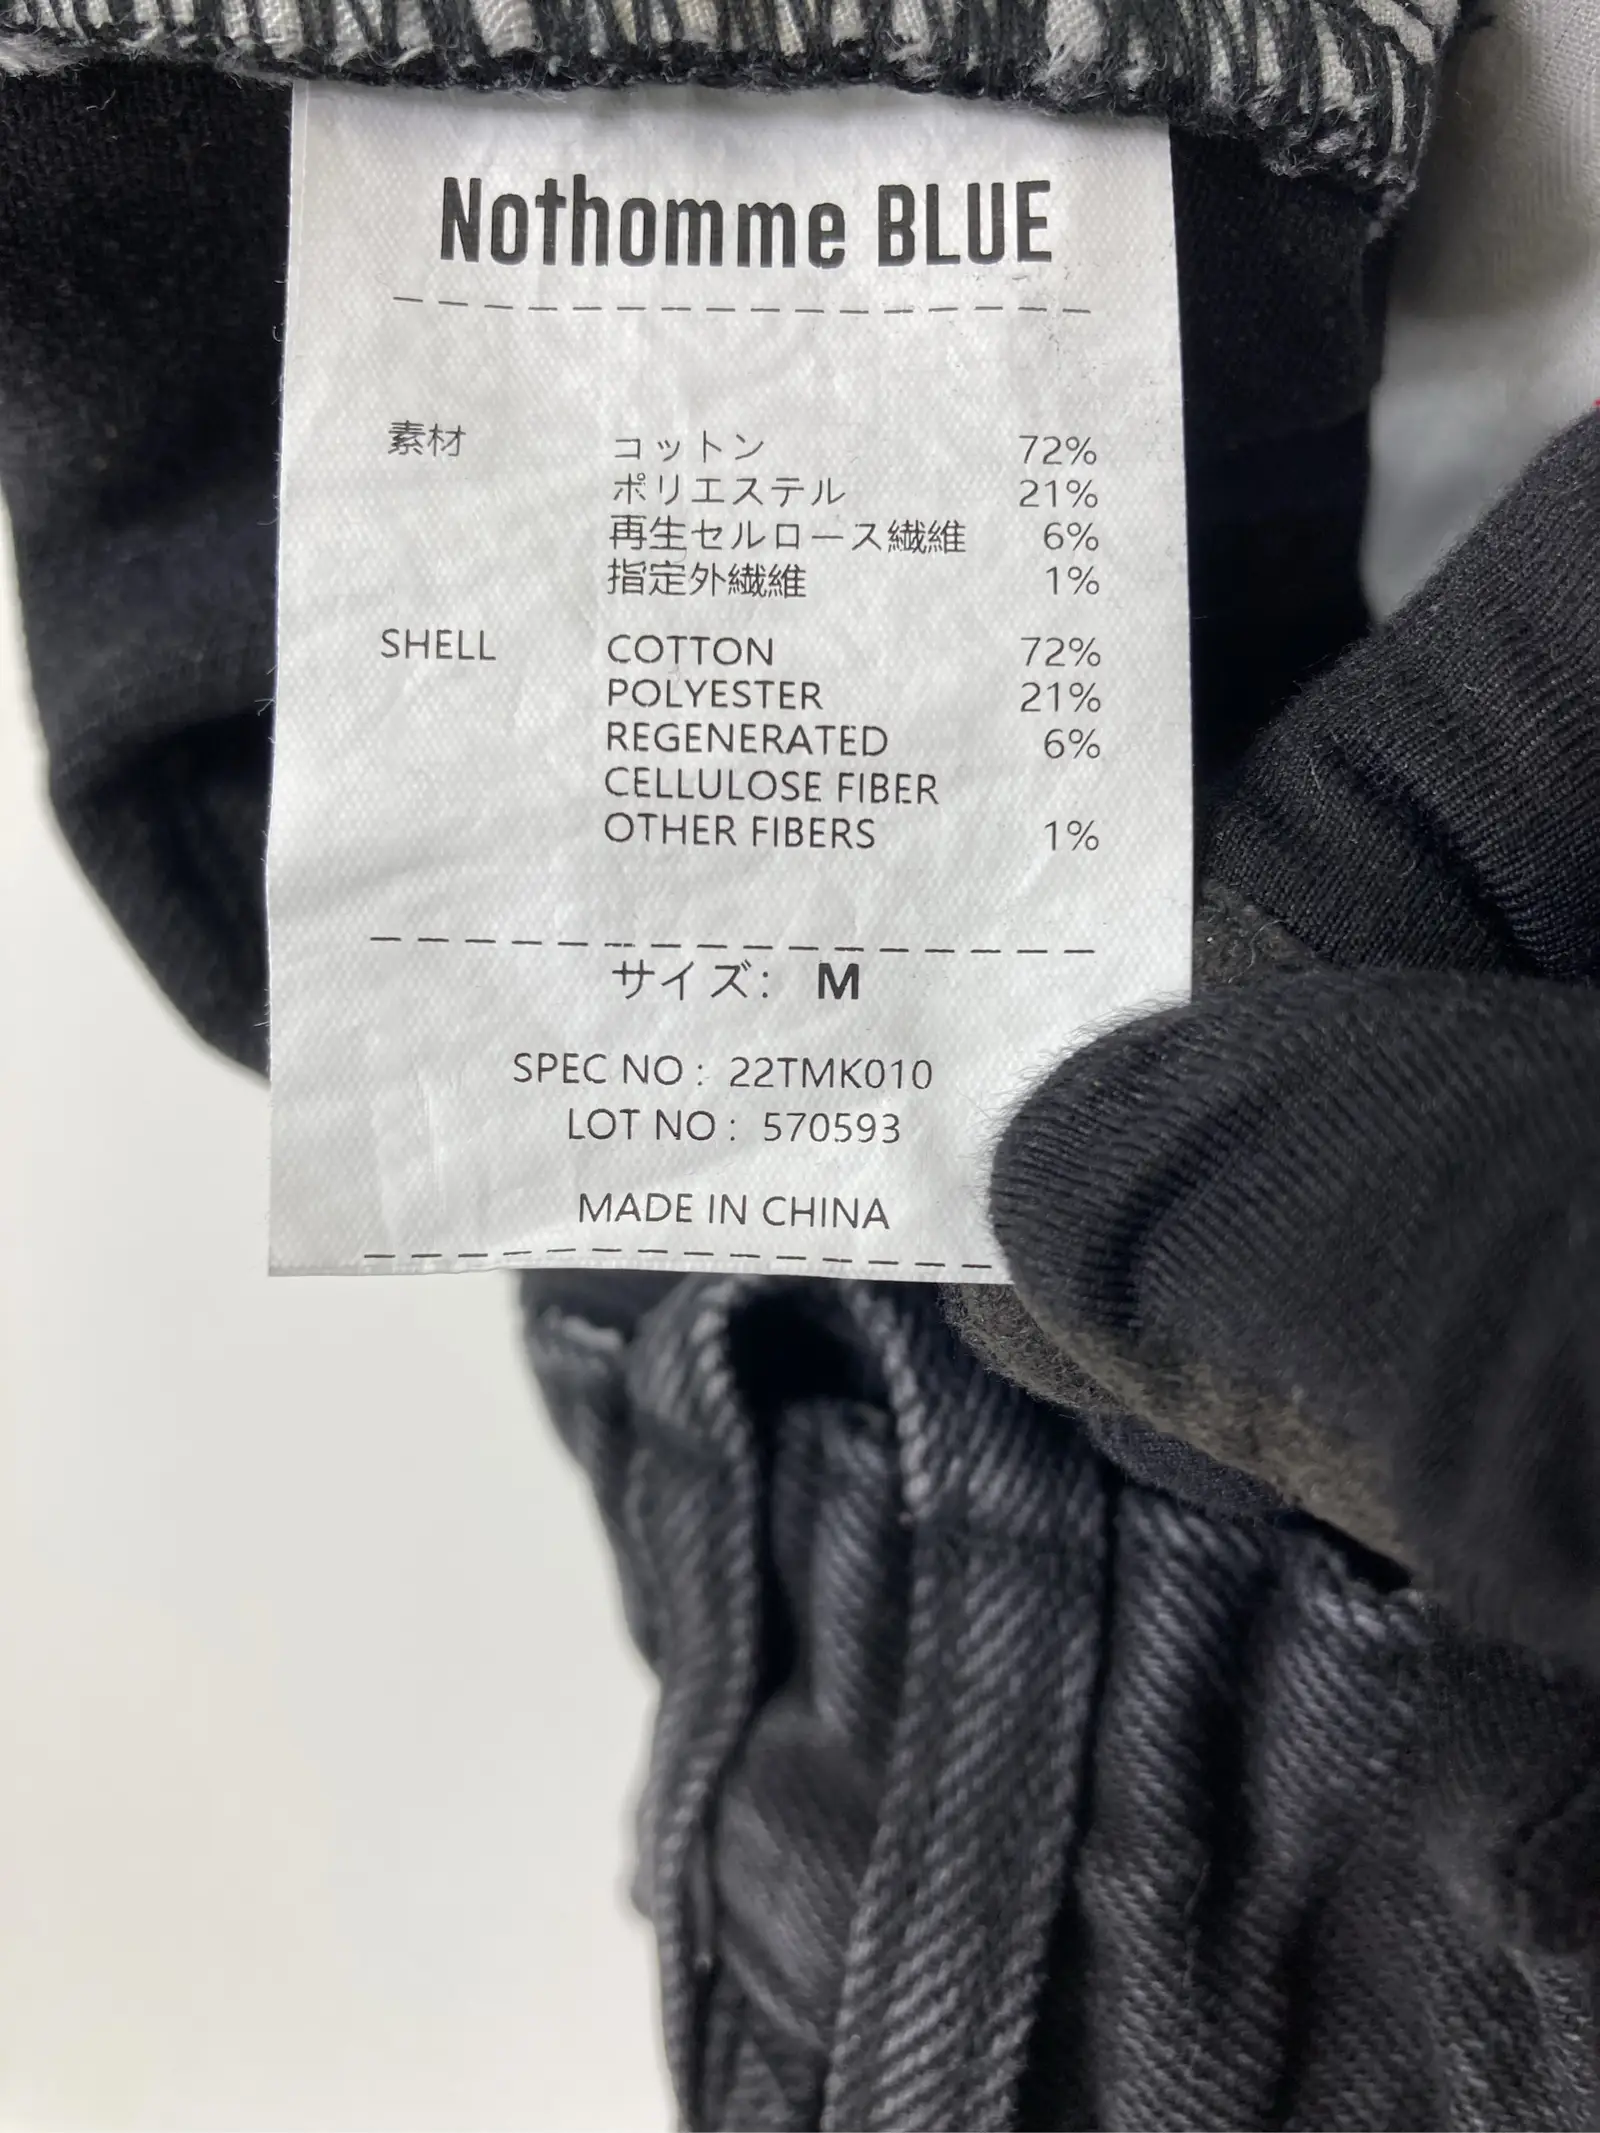 Nothomme BLUE
素材 コットン 72%
ポリエステル 21%
再生セルロース繊維 6%
指定外繊維 1%
SHELL COTTON 72%
POLYESTER 21%
REGENERATED 6%
CELLULOSE FIBER
OTHER FIBERS 1%
サイズ: M
SPEC NO : 22TMK010
LOT NO : 570593
MADE IN CHINA